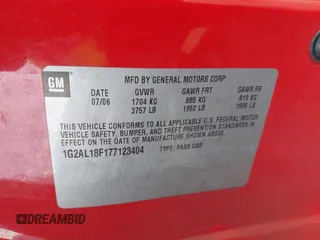 GM
MFD BY GENERAL MOTORS CORP
DATE GVWR GAWR FRT GAWR RR
07/06 1704 KG 885 KG 819 KG
3757 LB 1952 LB 1805 LB
THIS VEHICLE CONFORMS TO ALL APPLICABLE U.S. FEDERAL MOTOR
VEHICLE SAFETY, BUMPER, AND THEFT PREVENTION STANDARDS
IN EFFECT ON THE DATE OF MANUFACTURE SHOWN ABOVE.
1G2AL18F177123404 TYPE: PASS CAR
DREAMBID